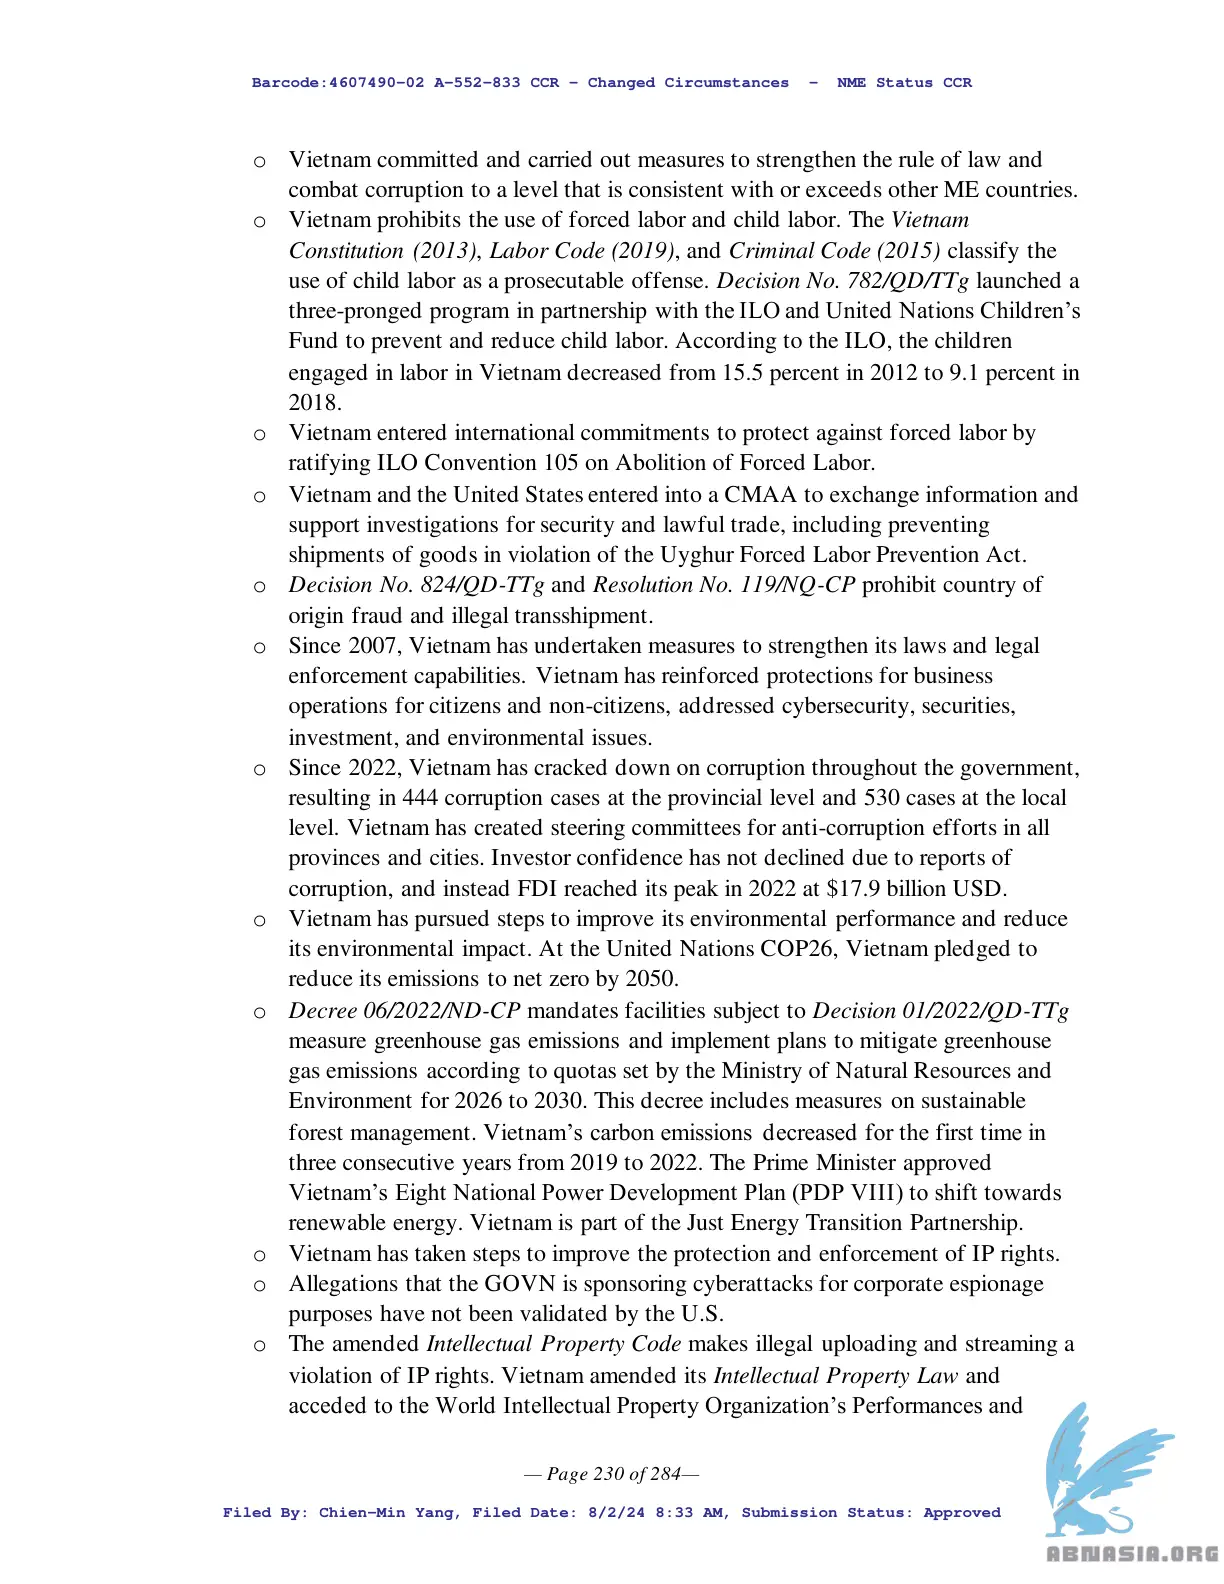 Barcode:4607490-02 A-552-833 CCR - Changed Circumstances  -  NME Status CCR
o Vietnam committed and carried out measures to strengthen the rule of law and
combat corruption to a level that is consistent with or exceeds other ME countries.
o Vietnam prohibits the use of forced labor and child labor. The Vietnam
Constitution (2013), Labor Code (2019), and Criminal Code (2015) classify the
use of child labor as a prosecutable offense. Decision No. 782/QD/TTg launched a
three-pronged program in partnership with the ILO and United Nations Children’s
Fund to prevent and reduce child labor. According to the ILO, the children
engaged in labor in Vietnam decreased from 15.5 percent in 2012 to 9.1 percent in
2018.
o Vietnam entered international commitments to protect against forced labor by
ratifying ILO Convention 105 on Abolition of Forced Labor.
o Vietnam and the United States entered into a CMAA to exchange information and
support investigations for security and lawful trade, including preventing
shipments of goods in violation of the Uyghur Forced Labor Prevention Act.
o Decision No. 824/QD-TTg and Resolution No. 119/NQ-CP prohibit country of
origin fraud and illegal transshipment.
o Since 2007, Vietnam has undertaken measures to strengthen its laws and legal
enforcement capabilities. Vietnam has reinforced protections for business
operations for citizens and non-citizens, addressed cybersecurity, securities,
investment, and environmental issues.
o Since 2022, Vietnam has cracked down on corruption throughout the government,
resulting in 444 corruption cases at the provincial level and 530 cases at the local
level. Vietnam has created steering committees for anti-corruption efforts in all
provinces and cities. Investor confidence has not declined due to reports of
corruption, and instead FDI reached its peak in 2022 at $17.9 billion USD.
o Vietnam has pursued steps to improve its environmental performance and reduce
its environmental impact. At the United Nations COP26, Vietnam pledged to
reduce its emissions to net zero by 2050.
o Decree 06/2022/ND-CP mandates facilities subject to Decision 01/2022/QD-TTg
measure greenhouse gas emissions and implement plans to mitigate greenhouse
gas emissions according to quotas set by the Ministry of Natural Resources and
Environment for 2026 to 2030. This decree includes measures on sustainable
forest management. Vietnam’s carbon emissions decreased for the first time in
three consecutive years from 2019 to 2022. The Prime Minister approved
Vietnam’s Eight National Power Development Plan (PDP VIII) to shift towards
renewable energy. Vietnam is part of the Just Energy Transition Partnership.
o Vietnam has taken steps to improve the protection and enforcement of IP rights.
o Allegations that the GOVN is sponsoring cyberattacks for corporate espionage
purposes have not been validated by the U.S.
o The amended Intellectual Property Code makes illegal uploading and streaming a
violation of IP rights. Vietnam amended its Intellectual Property Law and
acceded to the World Intellectual Property Organization’s Performances and
— Page 230 of 284—
Filed By: Chien-Min Yang, Filed Date: 8/2/24 8:33 AM, Submission Status: Approved
ABNASIA.ORG